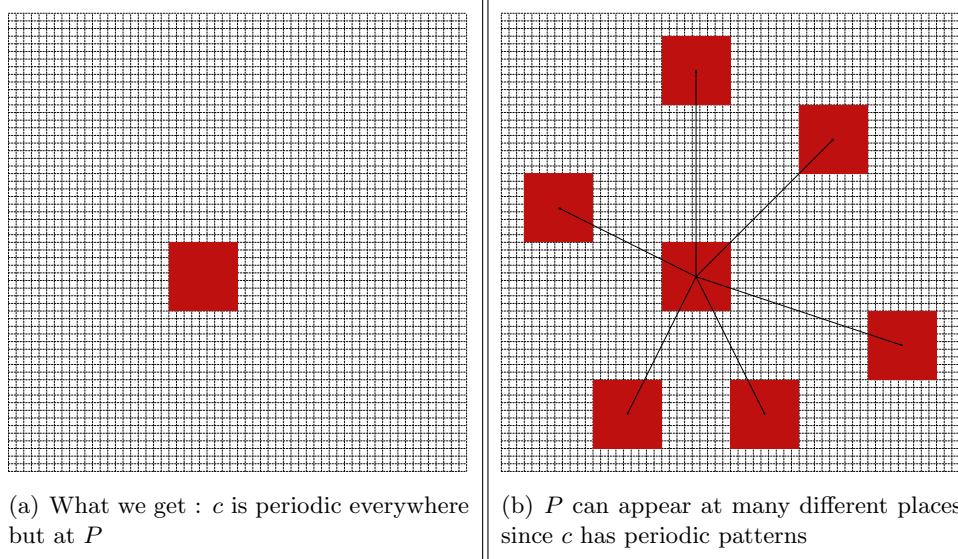 (a) What we get : c is periodic everywhere
but at P
(b) P can appear at many different places
since c has periodic patterns